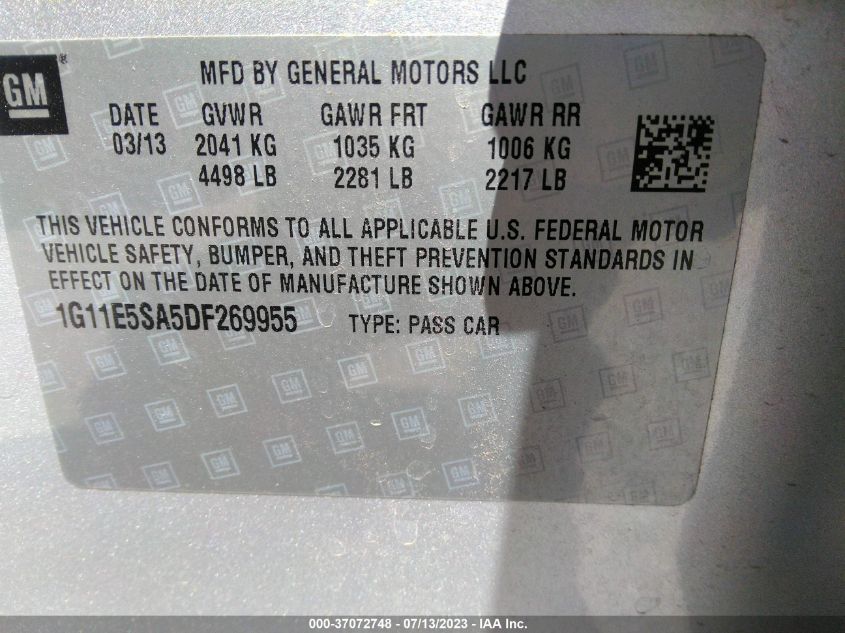 GM ®
MFD BY GENERAL MOTORS LLC
DATE GVWR GAWR FRT GAWR RR
03/13 2041 KG 1035 KG 1006 KG
4498 LB 2281 LB 2217 LB
THIS VEHICLE CONFORMS TO ALL APPLICABLE U.S. FEDERAL MOTOR
VEHICLE SAFETY, BUMPER, AND THEFT PREVENTION STANDARDS IN
EFFECT ON THE DATE OF MANUFACTURE SHOWN ABOVE.
1G11E5SA5DF269955 TYPE: PASS CAR
000-37072748 - 07/13/2023 - IAA Inc.